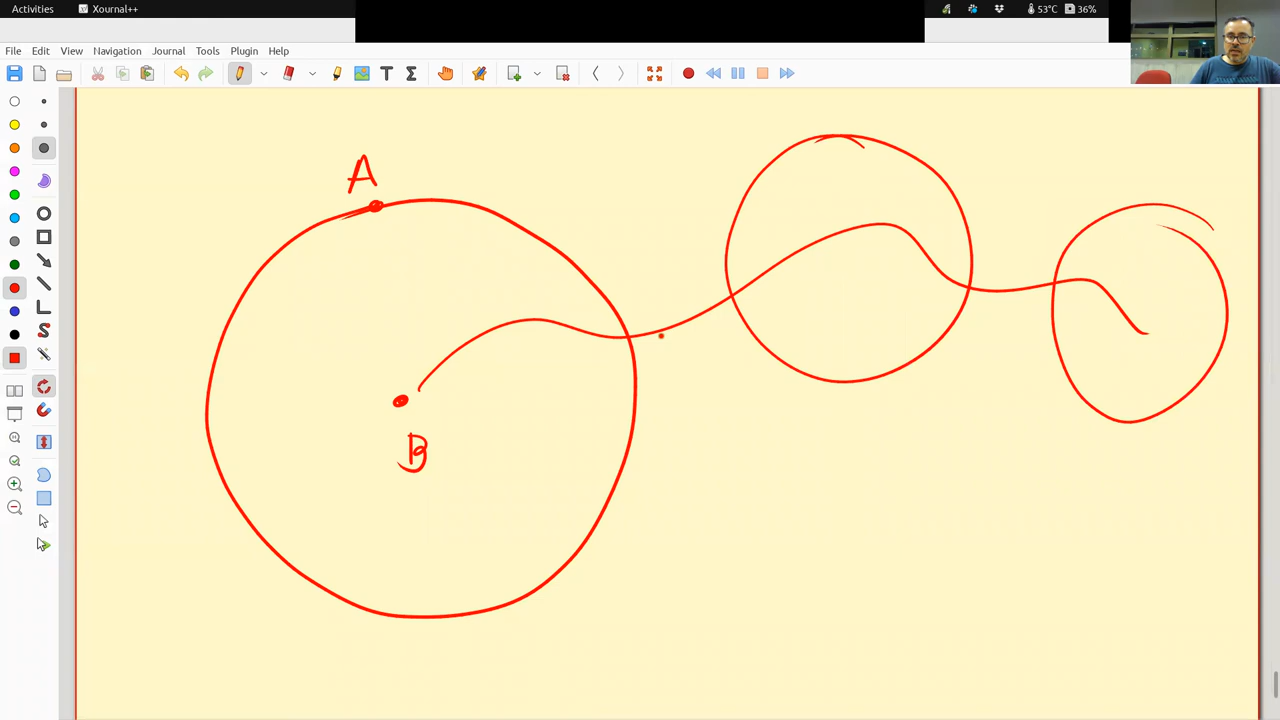 Activities Xournal++ 53°C 36%
File Edit View Navigation Journal Tools Plugin Help
A
B